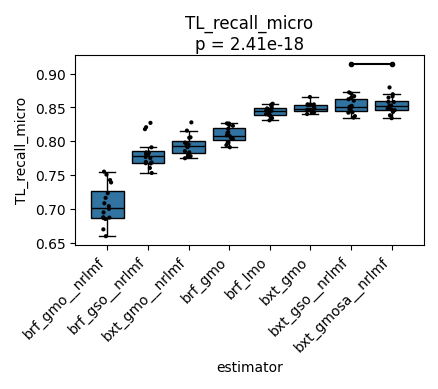 TL_recall_micro
p = 2.41e-18
TL_recall_micro
0.90
0.85
0.80
0.75
0.70
0.65
brf_gmo__nrlmf
brf_gso__nrlmf
bxt_gmo__nrlmf
brf_gmo
brf_lmo
bxt_gmo
bxt_gso__nrlmf
bxt_gmosa__nrlmf
estimator